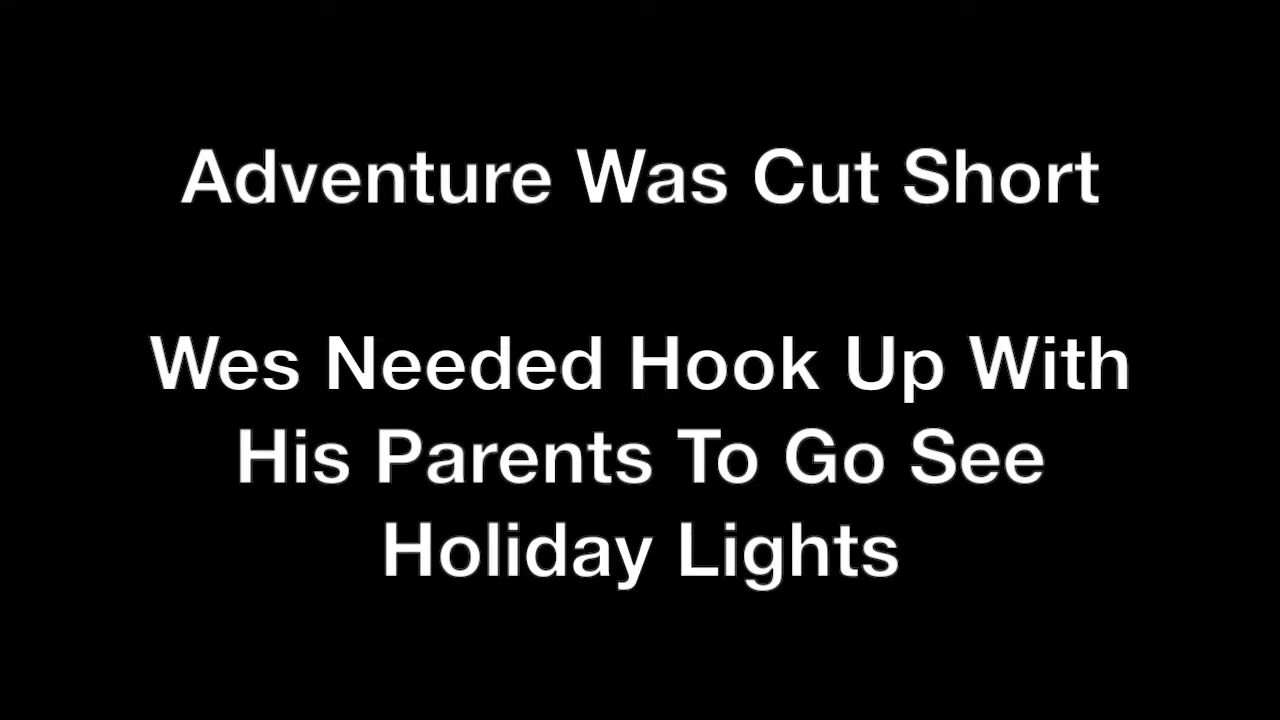 Adventure Was Cut Short
Wes Needed Hook Up With
His Parents To Go See
Holiday Lights